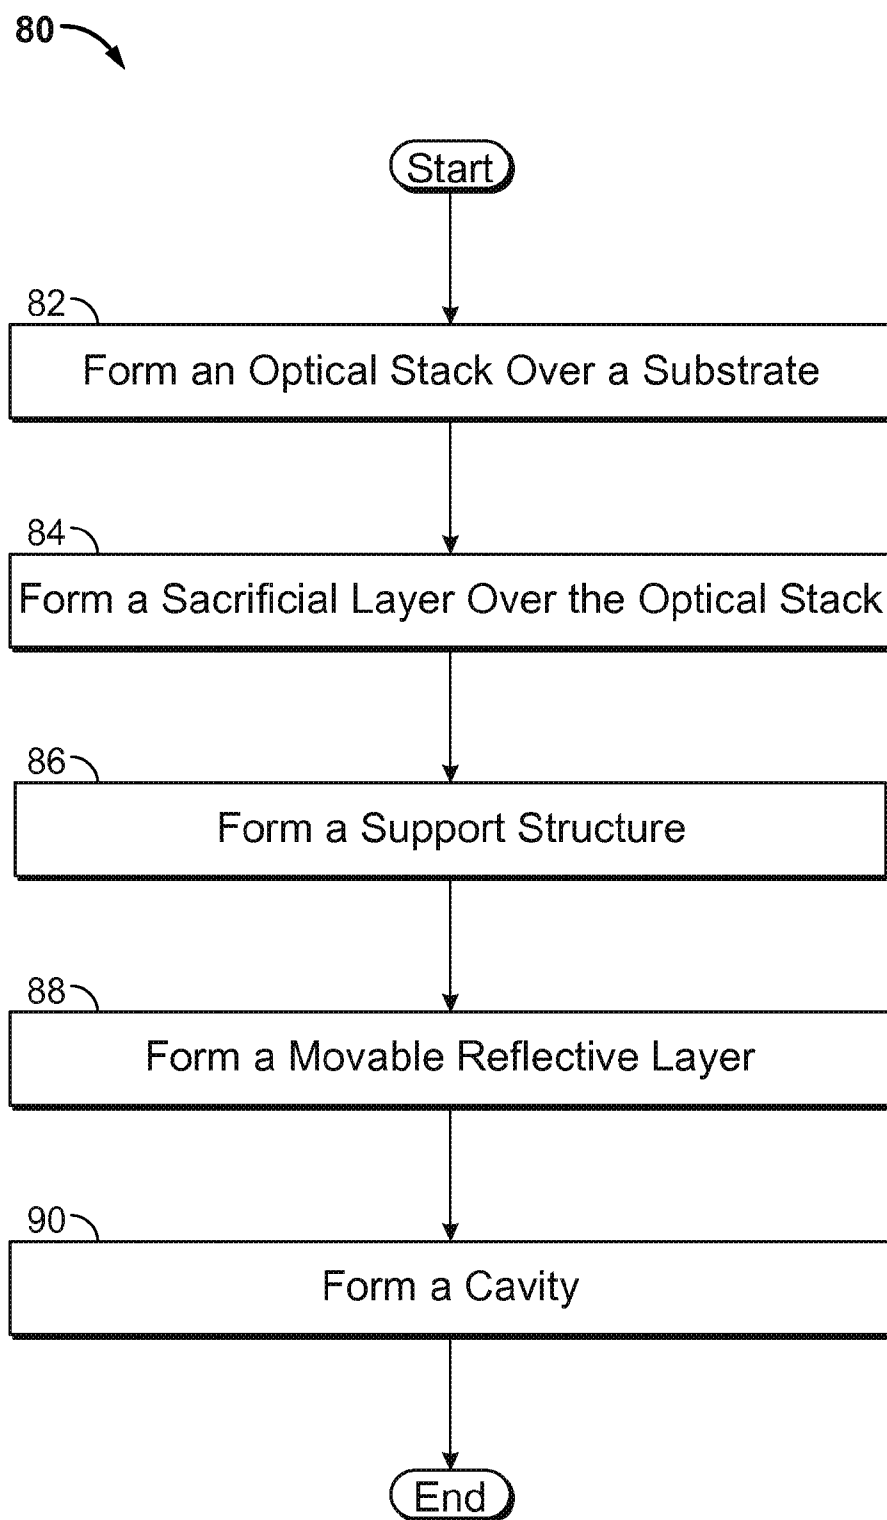 80
Start
82
Form an Optical Stack Over a Substrate
84
Form a Sacrificial Layer Over the Optical Stack
86
Form a Support Structure
88
Form a Movable Reflective Layer
90
Form a Cavity
End